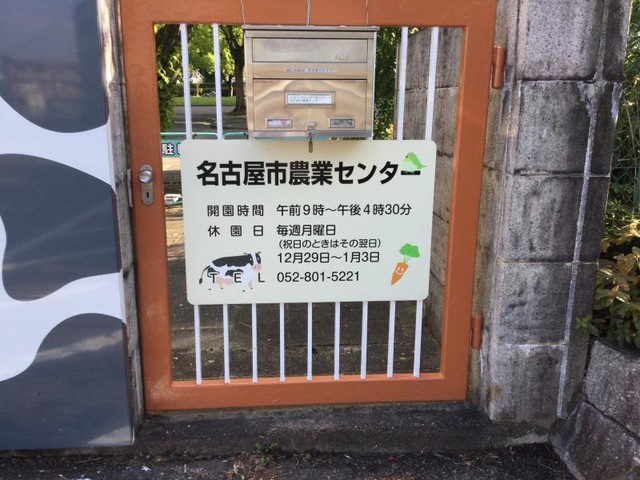 名古屋市農業センター
開園時間 午前9時～午後4時30分
休園日 毎週月曜日
(祝日のときはその翌日)
12月29日～1月3日
TEL 052-801-5221
駐